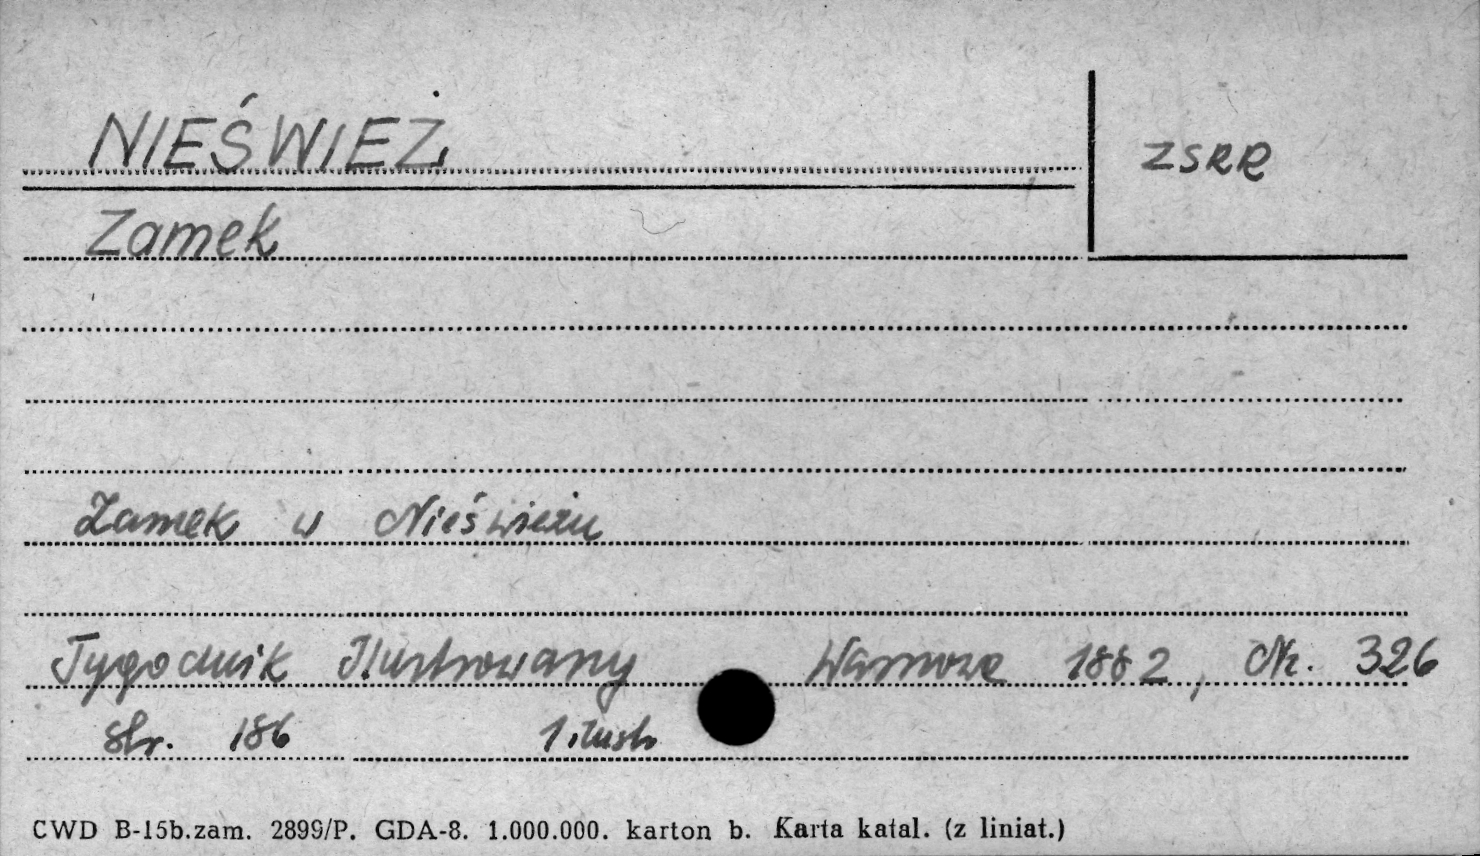 NIEŚWIEŻ
ZSRR
Zamek
Zamek w Nieświeżu
Tygodnik Ilustrowany Warszawa 1882, Nr. 326
str. 186 1 ilustr.
CWD B-15b.zam. 2899/P. GDA-8. 1.000.000. karton b. Karta katal. (z liniat.)